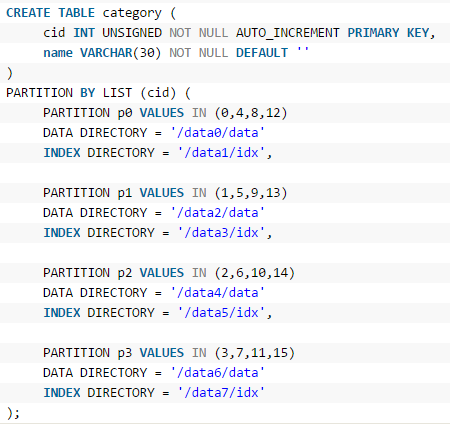 CREATE TABLE category (
cid INT UNSIGNED NOT NULL AUTO_INCREMENT PRIMARY KEY,
name VARCHAR(30) NOT NULL DEFAULT ''
)
PARTITION BY LIST (cid) (
PARTITION p0 VALUES IN (0,4,8,12)
DATA DIRECTORY = '/data0/data'
INDEX DIRECTORY = '/data1/idx',
PARTITION p1 VALUES IN (1,5,9,13)
DATA DIRECTORY = '/data2/data'
INDEX DIRECTORY = '/data3/idx',
PARTITION p2 VALUES IN (2,6,10,14)
DATA DIRECTORY = '/data4/data'
INDEX DIRECTORY = '/data5/idx',
PARTITION p3 VALUES IN (3,7,11,15)
DATA DIRECTORY = '/data6/data'
INDEX DIRECTORY = '/data7/idx'
);